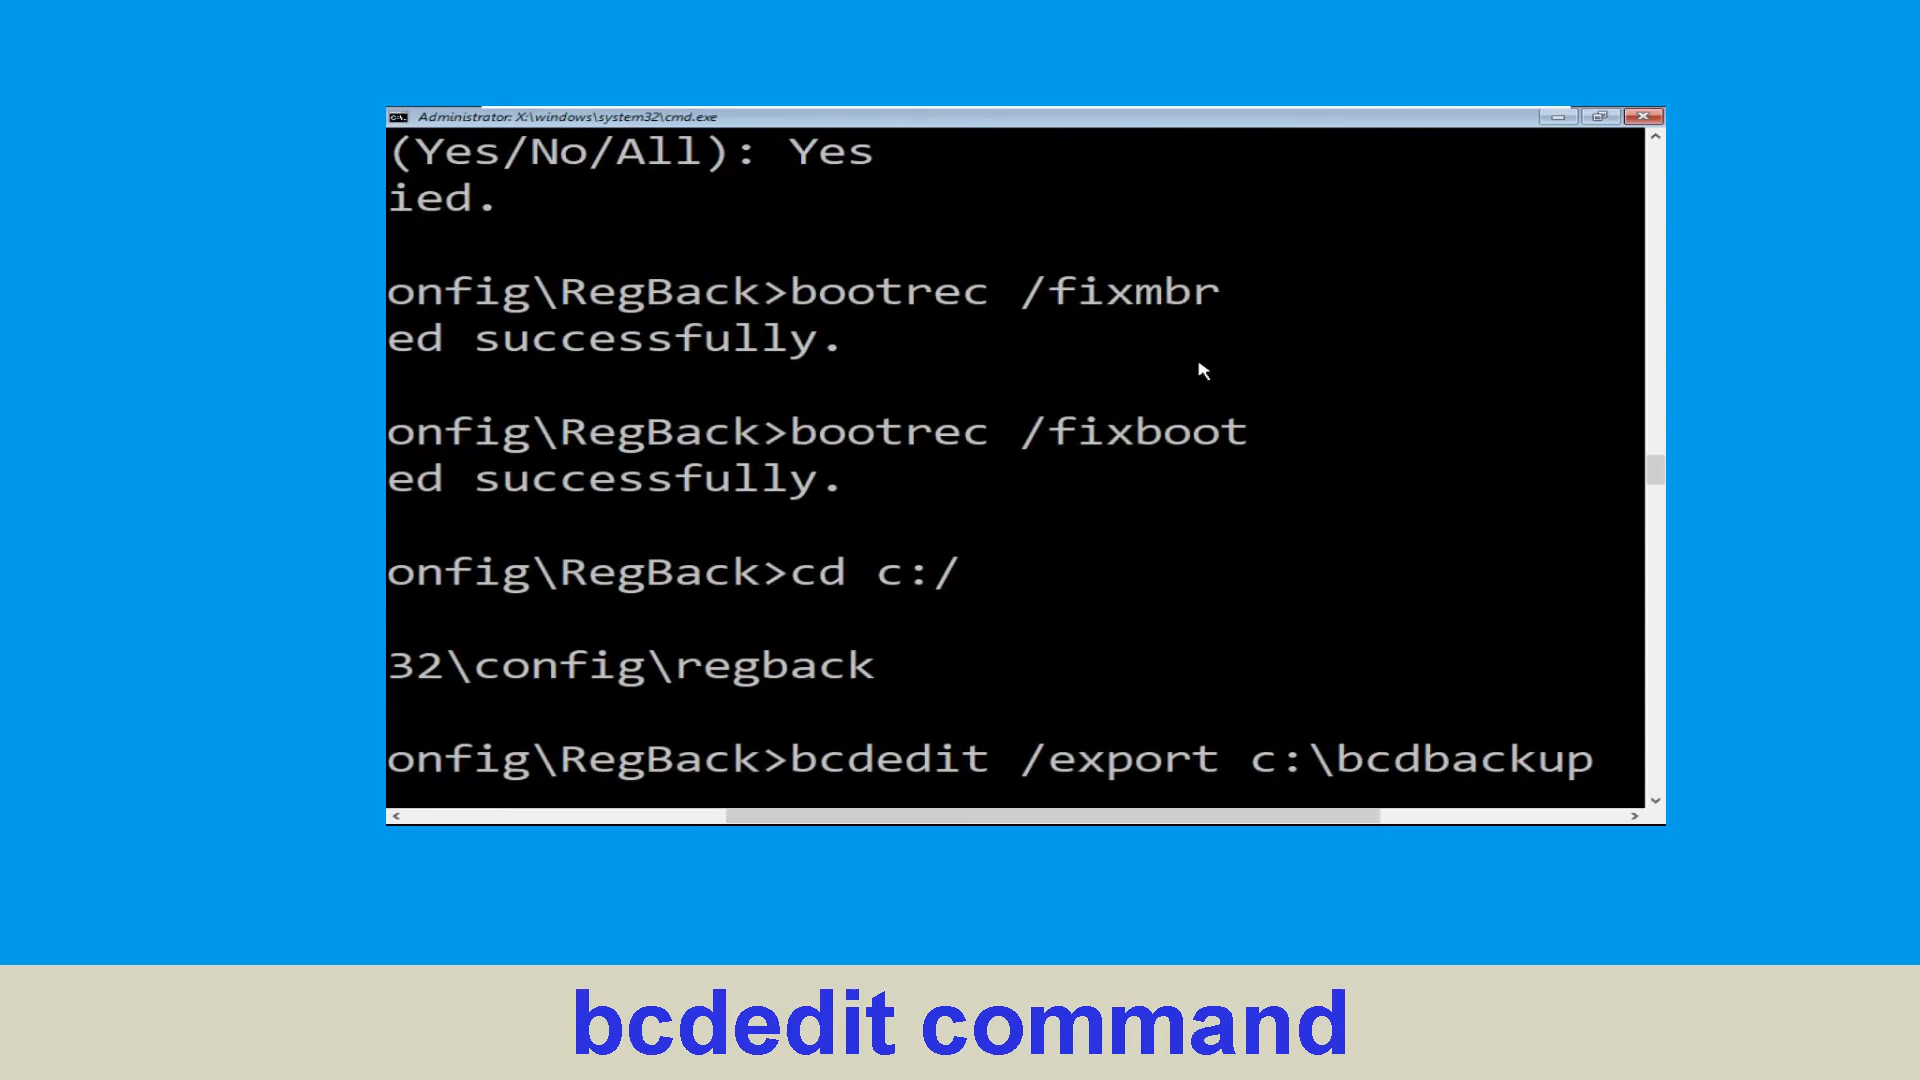 Administrator: X:\windows\system32\cmd.exe
(Yes/No/All): Yes
ied.
onfig\RegBack>bootrec /fixmbr
ed successfully.
onfig\RegBack>bootrec /fixboot
ed successfully.
onfig\RegBack>cd c:/
32\config\regback
onfig\RegBack>bcdedit /export c:\bcdbackup
bcdedit command